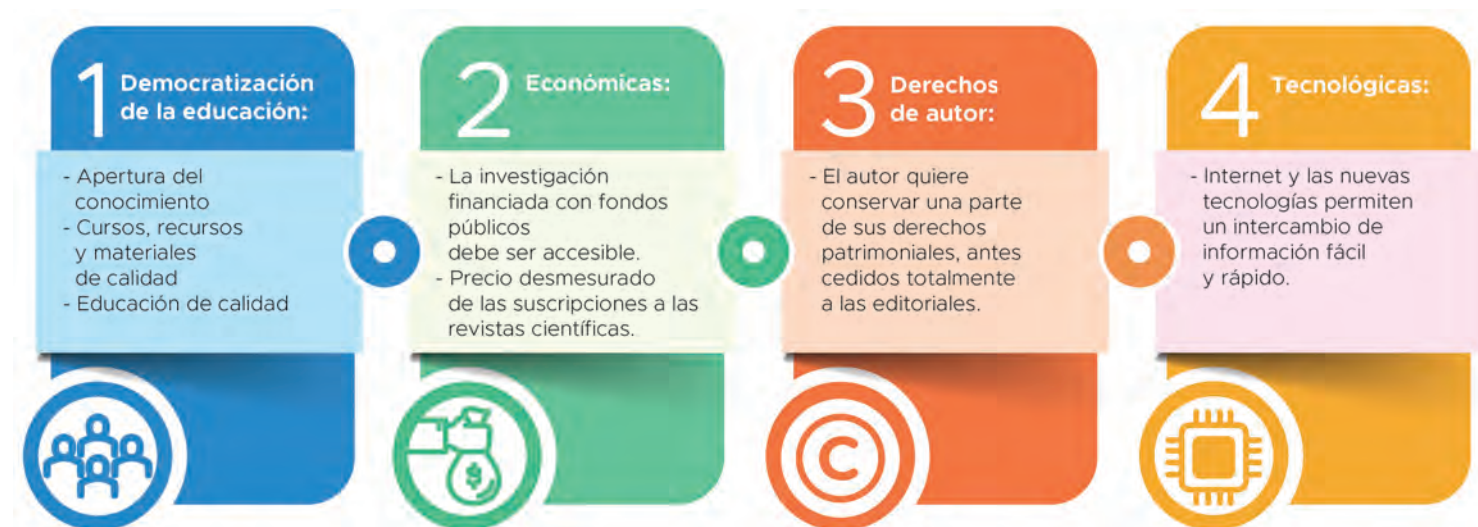 1
Democratización
de la educación:
- Apertura del
conocimiento
- Cursos, recursos
y materiales
de calidad
- Educación de calidad
2
Económicas:
- La investigación
financiada con fondos
públicos
debe ser accesible.
- Precio desmesurado
de las suscripciones a las
revistas científicas.
$
3
Derechos
de autor:
- El autor quiere
conservar una parte
de sus derechos
patrimoniales, antes
cedidos totalmente
a las editoriales.
C
4
Tecnológicas:
- Internet y las nuevas
tecnologías permiten
un intercambio de
información fácil
y rápido.